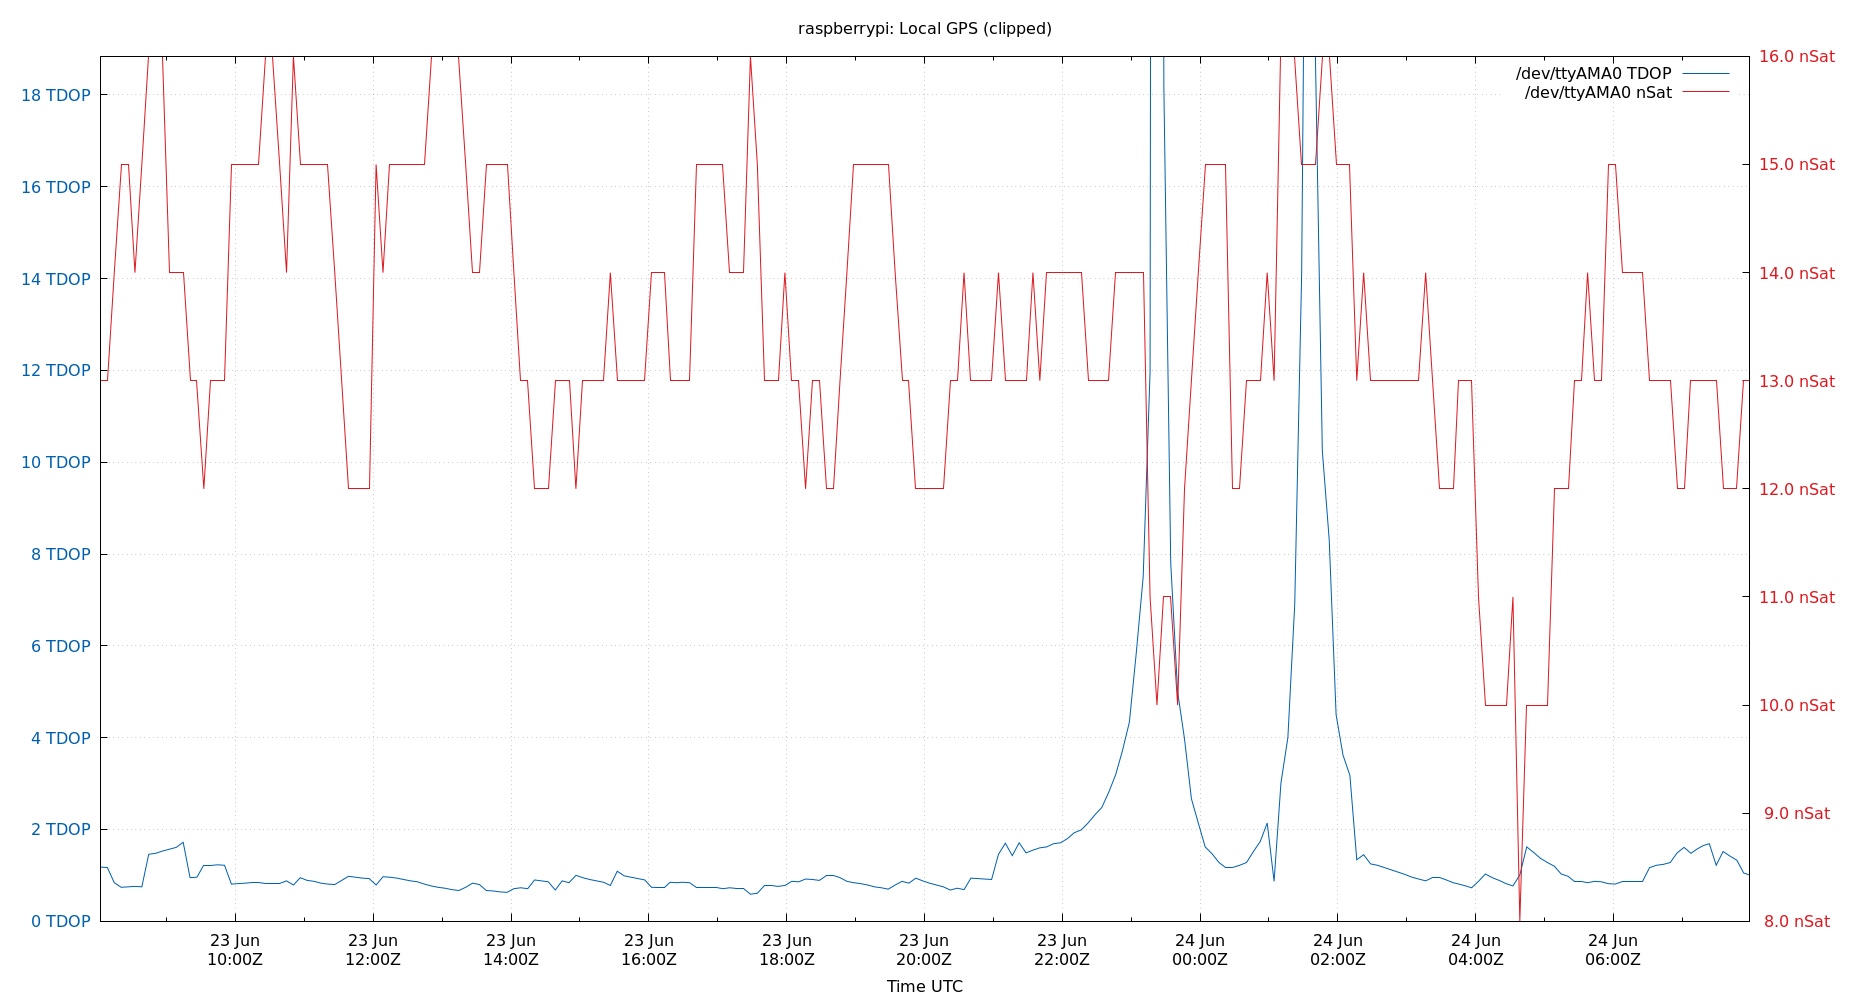 raspberrypi: Local GPS (clipped)
/dev/ttyAMA0 TDOP
/dev/ttyAMA0 nSat
18 TDOP
16 TDOP
14 TDOP
12 TDOP
10 TDOP
8 TDOP
6 TDOP
4 TDOP
2 TDOP
0 TDOP
16.0 nSat
15.0 nSat
14.0 nSat
13.0 nSat
12.0 nSat
11.0 nSat
10.0 nSat
9.0 nSat
8.0 nSat
23 Jun
10:00Z
23 Jun
12:00Z
23 Jun
14:00Z
23 Jun
16:00Z
23 Jun
18:00Z
23 Jun
20:00Z
23 Jun
22:00Z
24 Jun
00:00Z
24 Jun
02:00Z
24 Jun
04:00Z
24 Jun
06:00Z
Time UTC